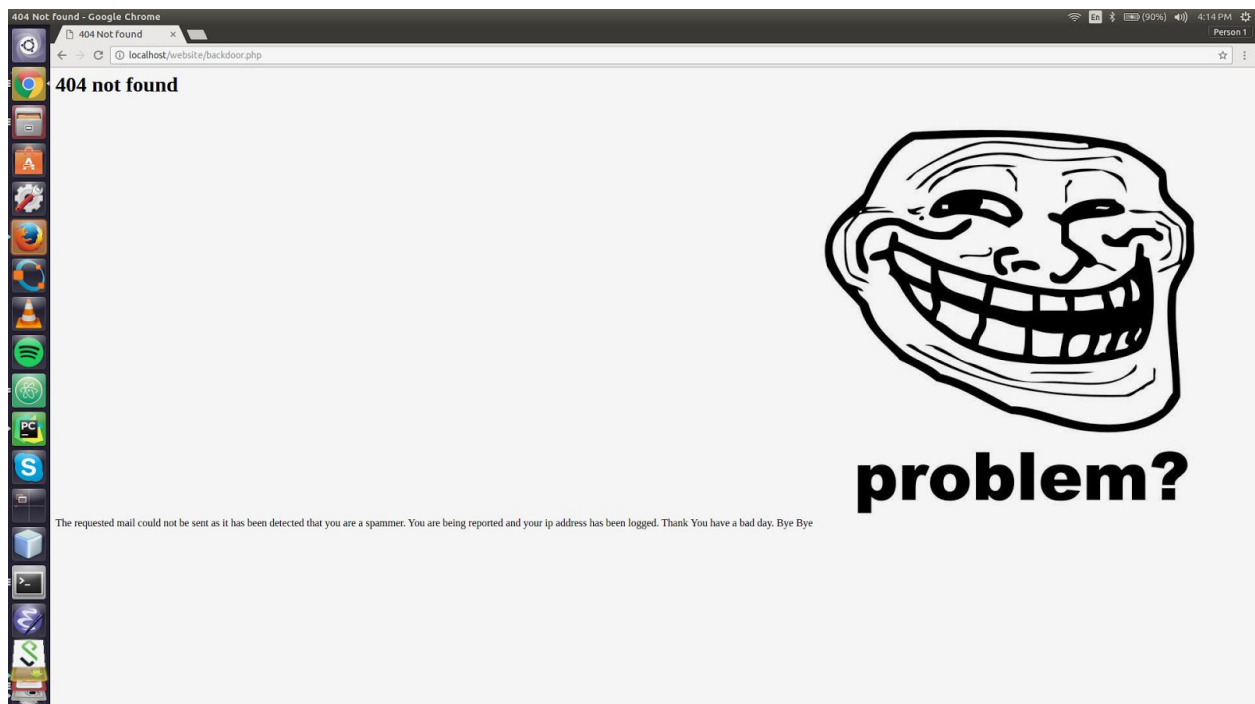 404 Not found - Google Chrome
En
(90%)
4:14 PM
404 Not found
×
Person 1
localhost/website/backdoor.php
404 not found
problem?
The requested mail could not be sent as it has been detected that you are a spammer. You are being reported and your ip address has been logged. Thank You have a bad day. Bye Bye
PC
S
>_